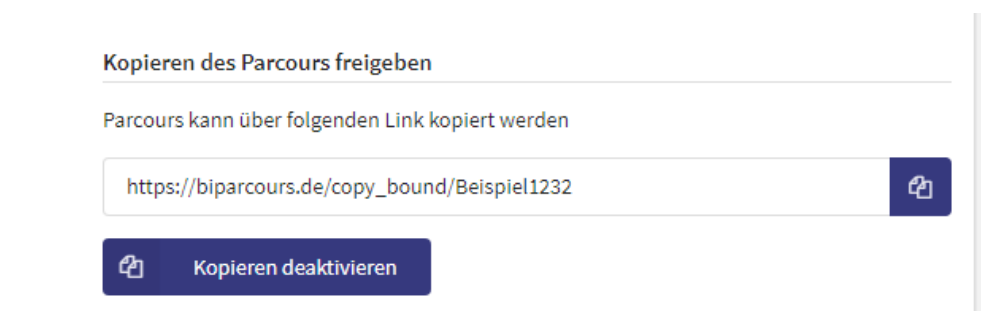 Kopieren des Parcours freigeben
Parcours kann über folgenden Link kopiert werden
https://biparcours.de/copy_bound/Beispiel1232
Kopieren deaktivieren